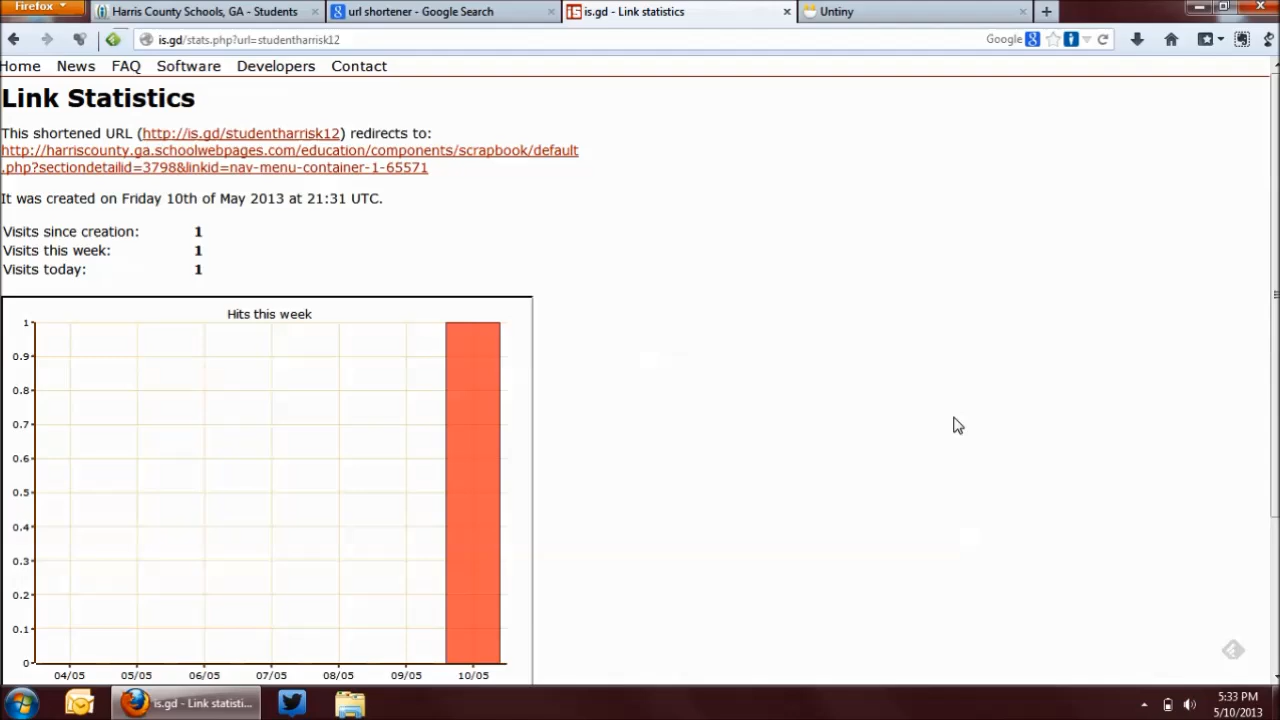 Firefox
Harris County Schools, GA - Students
url shortener - Google Search
is.gd - Link statistics
Untiny
is.gd/stats.php?url=studentharrisk12
Google
Home News FAQ Software Developers Contact
Link Statistics
This shortened URL (http://is.gd/studentharrisk12) redirects to:
http://harriscounty.ga.schoolwebpages.com/education/components/scrapbook/default
.php?sectiondetailid=3798&linkid=nav-menu-container-1-65571
It was created on Friday 10th of May 2013 at 21:31 UTC.
Visits since creation: 1
Visits this week: 1
Visits today: 1
Hits this week
1
0.9
0.8
0.7
0.6
0.5
0.4
0.3
0.2
0.1
0
04/05 05/05 06/05 07/05 08/05 09/05 10/05
is.gd - Link statisti...
5:33 PM
5/10/2013